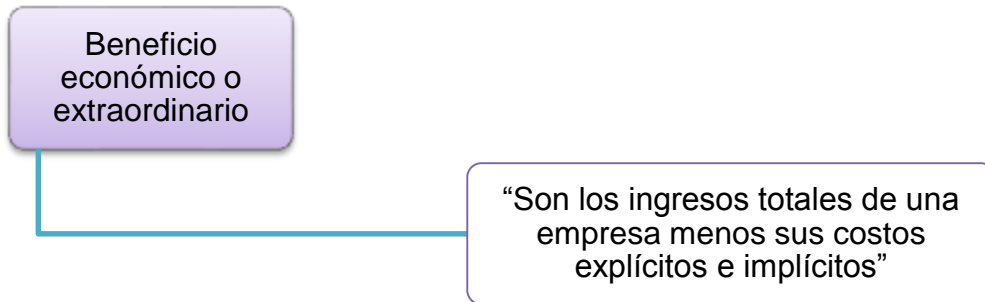 Beneficio
económico o
extraordinario
“Son los ingresos totales de una
empresa menos sus costos
explícitos e implícitos”